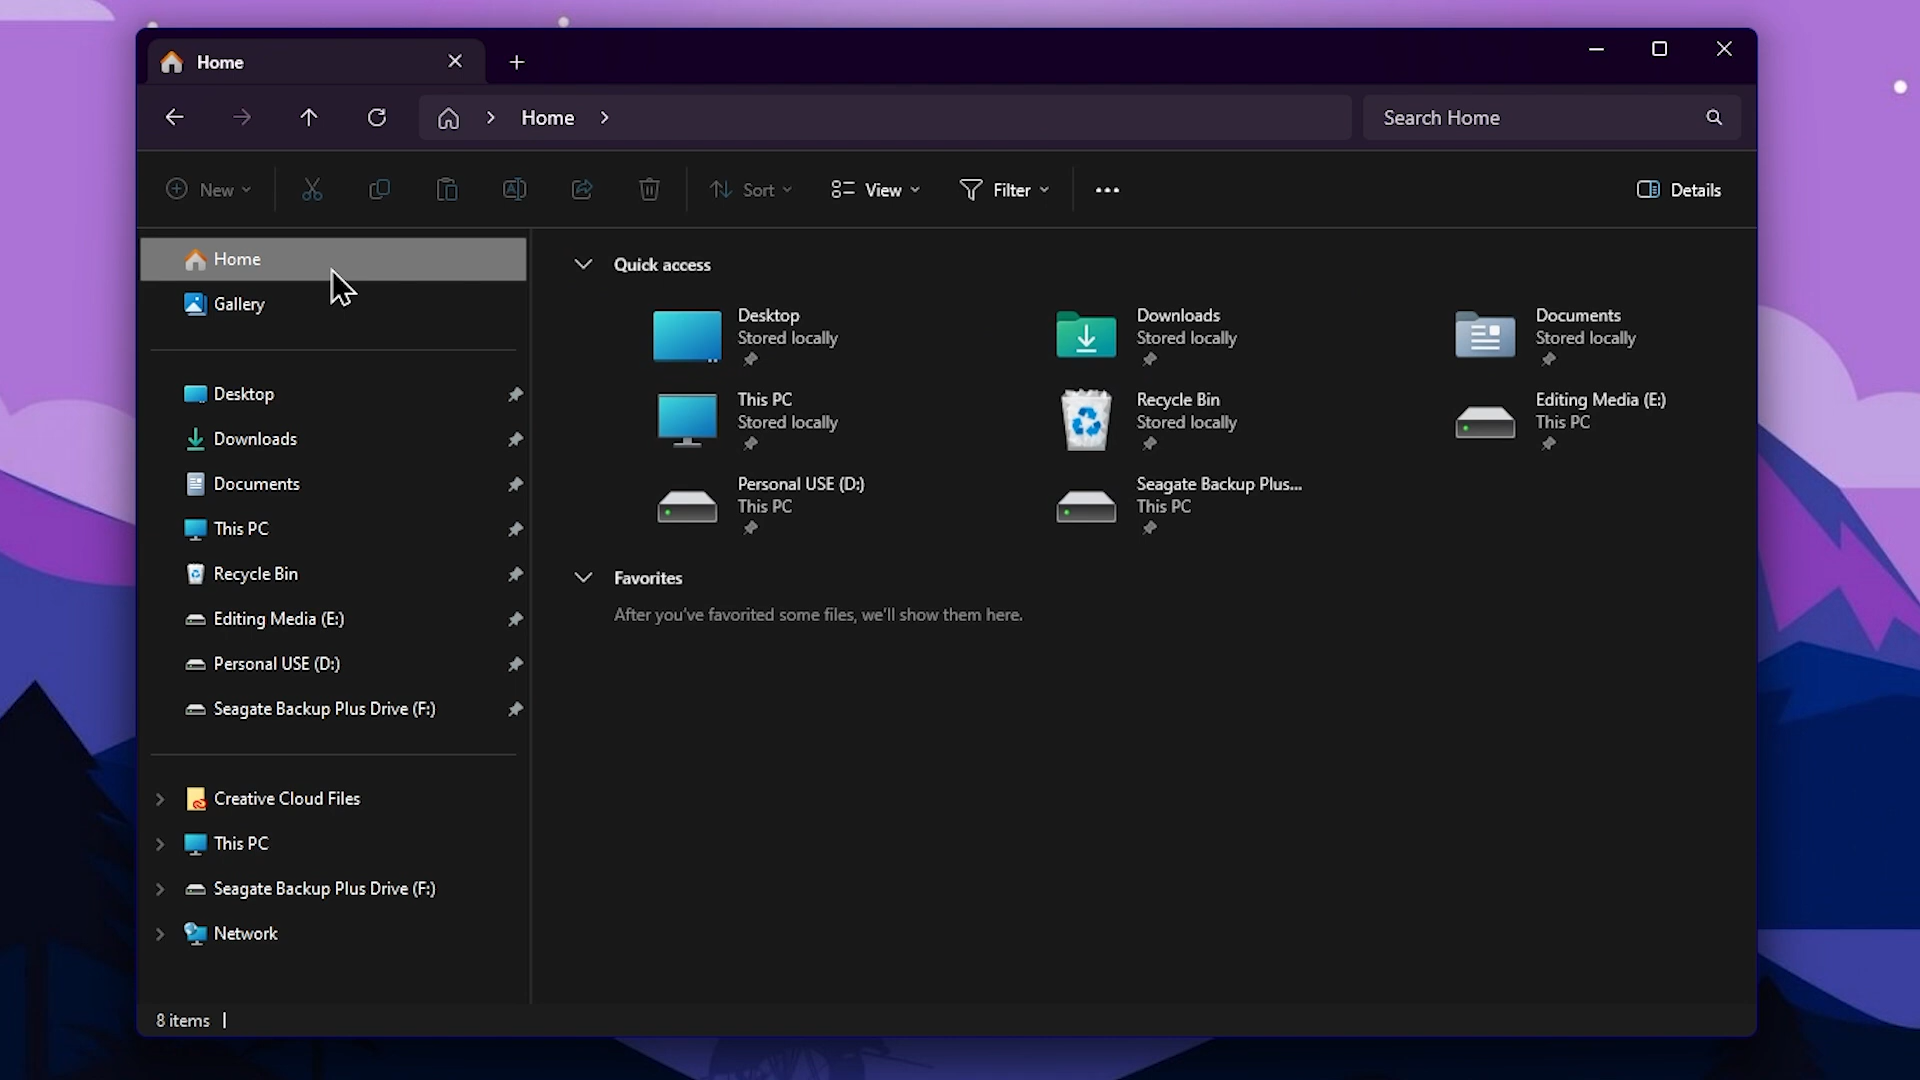 Home
Home
Search Home
New
Sort
View
Filter
Details
Home
Gallery
Desktop
Downloads
Documents
This PC
Recycle Bin
Editing Media (E:)
Personal USE (D:)
Seagate Backup Plus Drive (F:)
Creative Cloud Files
This PC
Seagate Backup Plus Drive (F:)
Network
Quick access
Desktop
Stored locally
Downloads
Stored locally
Documents
Stored locally
This PC
Stored locally
Recycle Bin
Stored locally
Editing Media (E:)
This PC
Personal USE (D:)
This PC
Seagate Backup Plus...
This PC
Favorites
After you've favorited some files, we'll show them here.
8 items